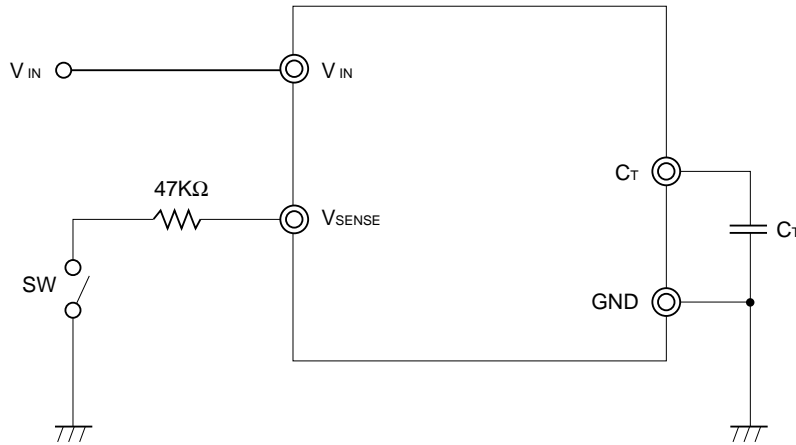 V IN
V IN
CT
47KΩ
VSENSE
CT
SW
GND